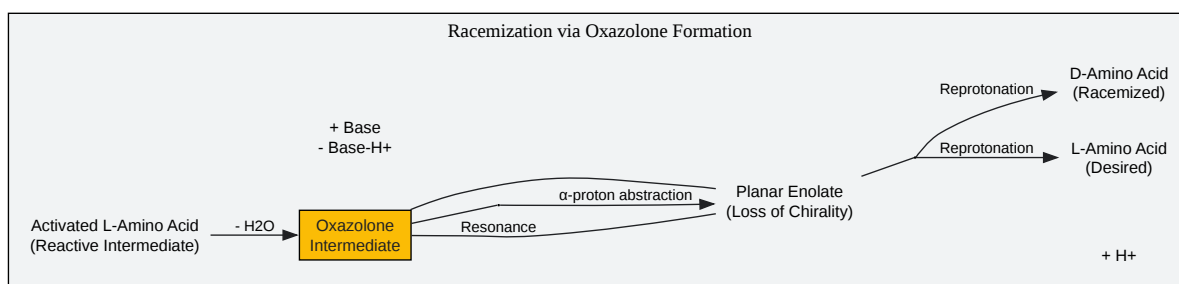 Racemization via Oxazolone Formation
Activated L-Amino Acid
(Reactive Intermediate)
- H2O
+ Base
- Base-H+
Oxazolone
Intermediate
α-proton abstraction
Resonance
Planar Enolate
(Loss of Chirality)
Reprotonation
D-Amino Acid
(Racemized)
Reprotonation
L-Amino Acid
(Desired)
+ H+